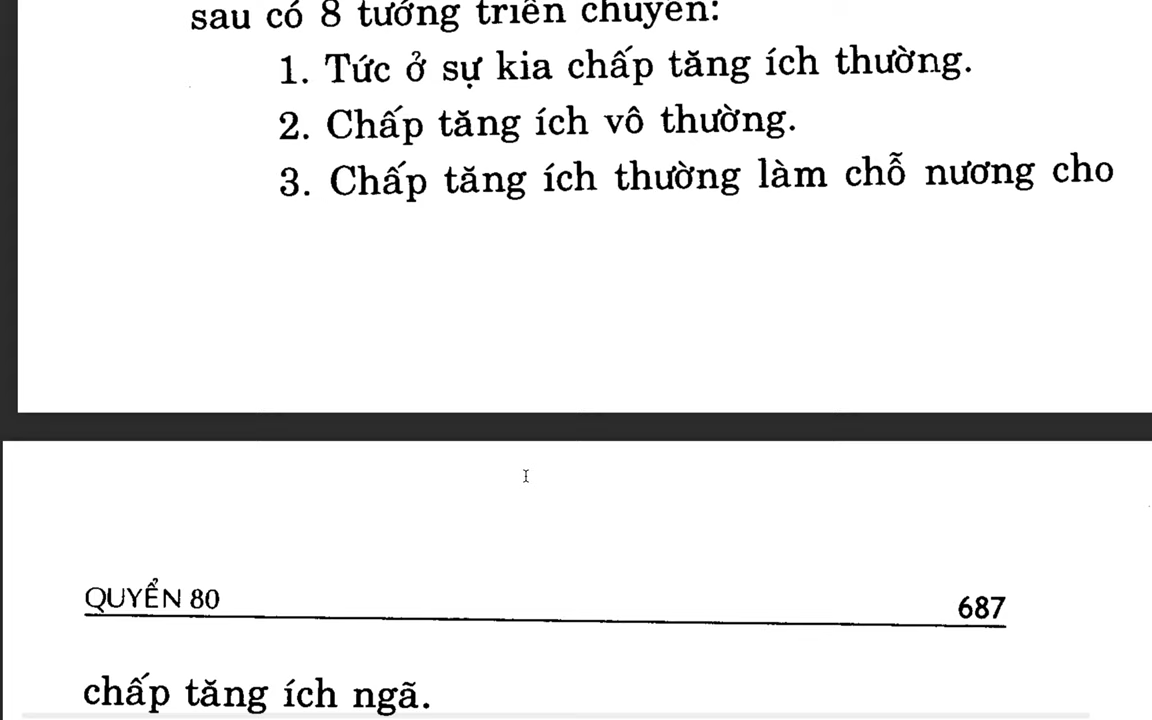 sau có 8 tướng triển chuyển:
1. Tức ở sự kia chấp tăng ích thường.
2. Chấp tăng ích vô thường.
3. Chấp tăng ích thường làm chỗ nương cho
QUYỂN 80
687
chấp tăng ích ngã.